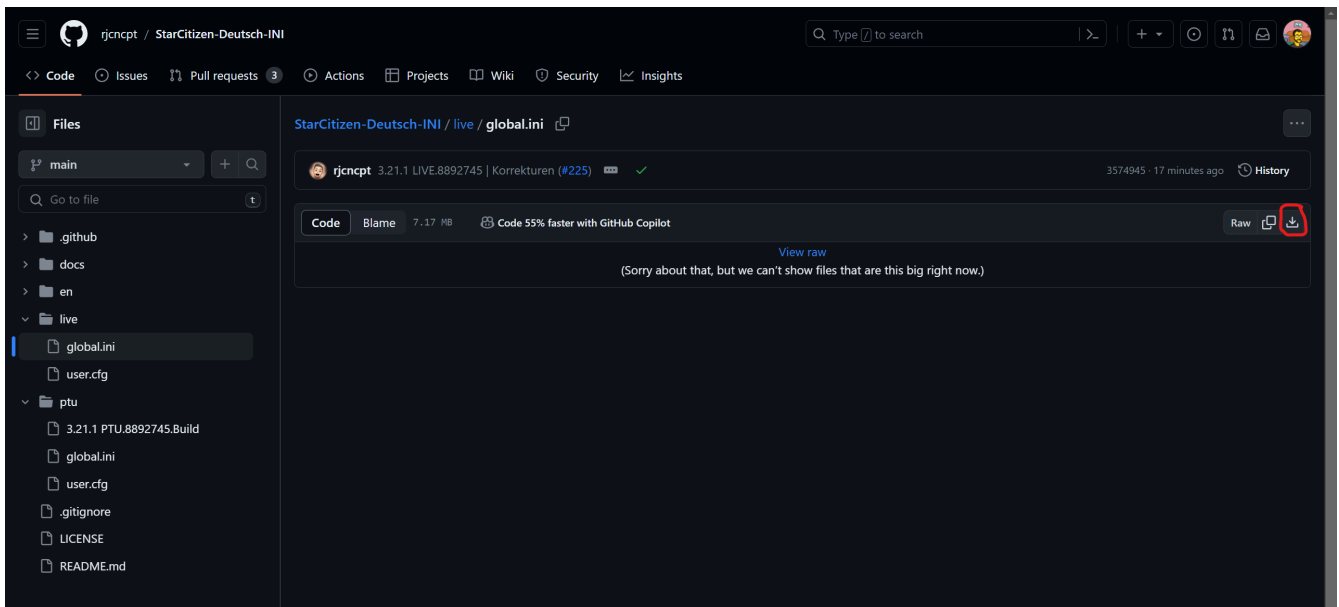 rjcncpt / StarCitizen-Deutsch-INI
Type / to search
Code Issues Pull requests 3 Actions Projects Wiki Security Insights
Files
main
Go to file t
.github
docs
en
live
global.ini
user.cfg
ptu
3.21.1 PTU.8892745.Build
global.ini
user.cfg
.gitignore
LICENSE
README.md
StarCitizen-Deutsch-INI / live / global.ini
rjcncpt 3.21.1 LIVE.8892745 | Korrekturen (#225)
3574945 · 17 minutes ago History
Code Blame 7.17 MB Code 55% faster with GitHub Copilot
Raw
View raw
(Sorry about that, but we can't show files that are this big right now.)